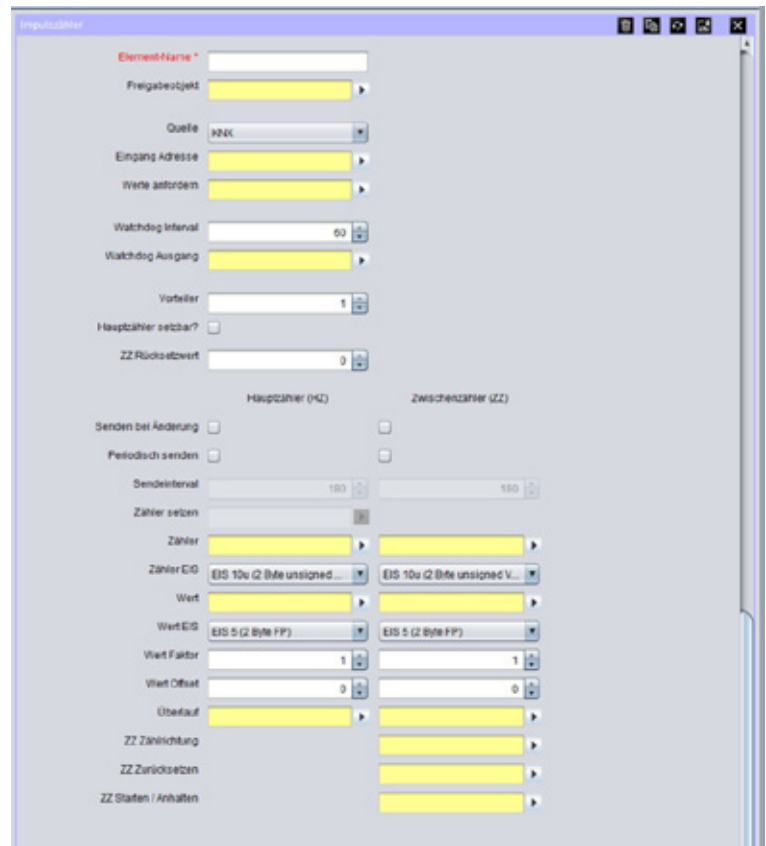 Impulszähler
Element-Name *
Freigabeobjekt
Quelle KNX
Eingang Adresse
Werte anfordern
Watchdog Interval 60
Watchdog Ausgang
Vorteiler 1
Hauptzähler setzbar?
ZZ Rücksetzwert 0
Hauptzähler (HZ) Zwischenzähler (ZZ)
Senden bei Änderung
Periodisch senden
Sendeinterval 180 180
Zähler setzen
Zähler
Zähler EIS EIS 10u (2 Byte unsigned ... EIS 10u (2 Byte unsigned V...
Wert
Wert EIS EIS 5 (2 Byte FP) EIS 5 (2 Byte FP)
Wert Faktor 1 1
Wert Offset 0 0
Überlauf
ZZ Zählrichtung
ZZ Zurücksetzen
ZZ Starten / Anhalten